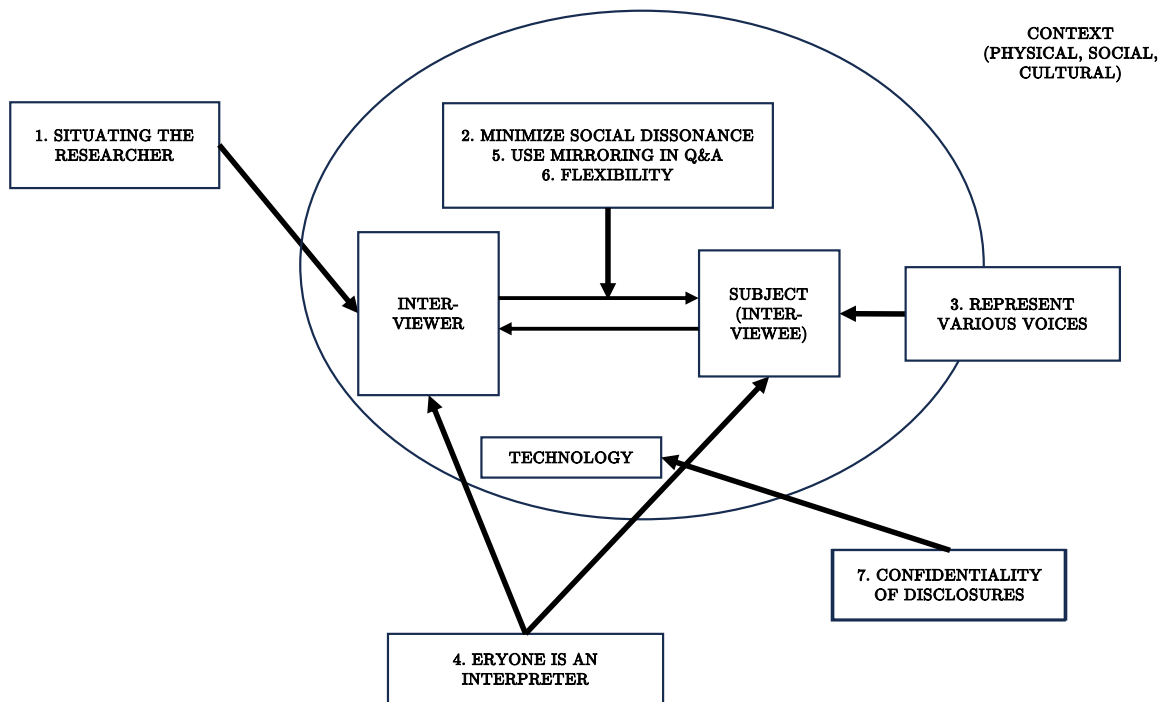 CONTEXT
(PHYSICAL, SOCIAL,
CULTURAL)
1. SITUATING THE
RESEARCHER
2. MINIMIZE SOCIAL DISSONANCE
5. USE MIRRORING IN Q&A
6. FLEXIBILITY
INTER-
VIEWER
SUBJECT
(INTER-
VIEWEE)
3. REPRESENT
VARIOUS VOICES
TECHNOLOGY
7. CONFIDENTIALITY
OF DISCLOSURES
4. ERYONE IS AN
INTERPRETER